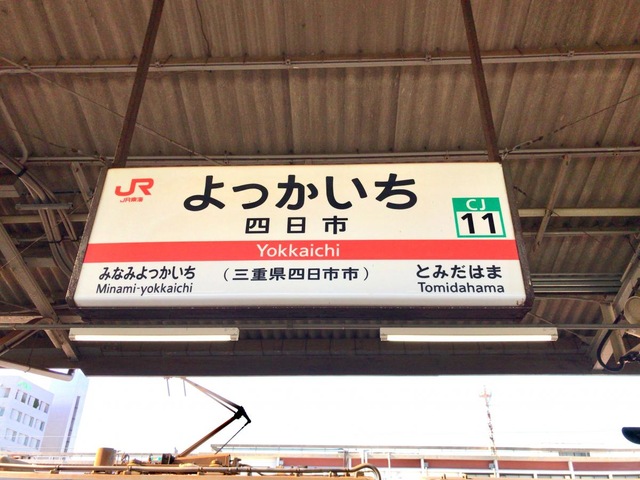 JR
JR東海
よっかいち
四日市
CJ
11
Yokkaichi
みなみよっかいち
Minami-yokkaichi
(三重県四日市市)
とみだはま
Tomidahama